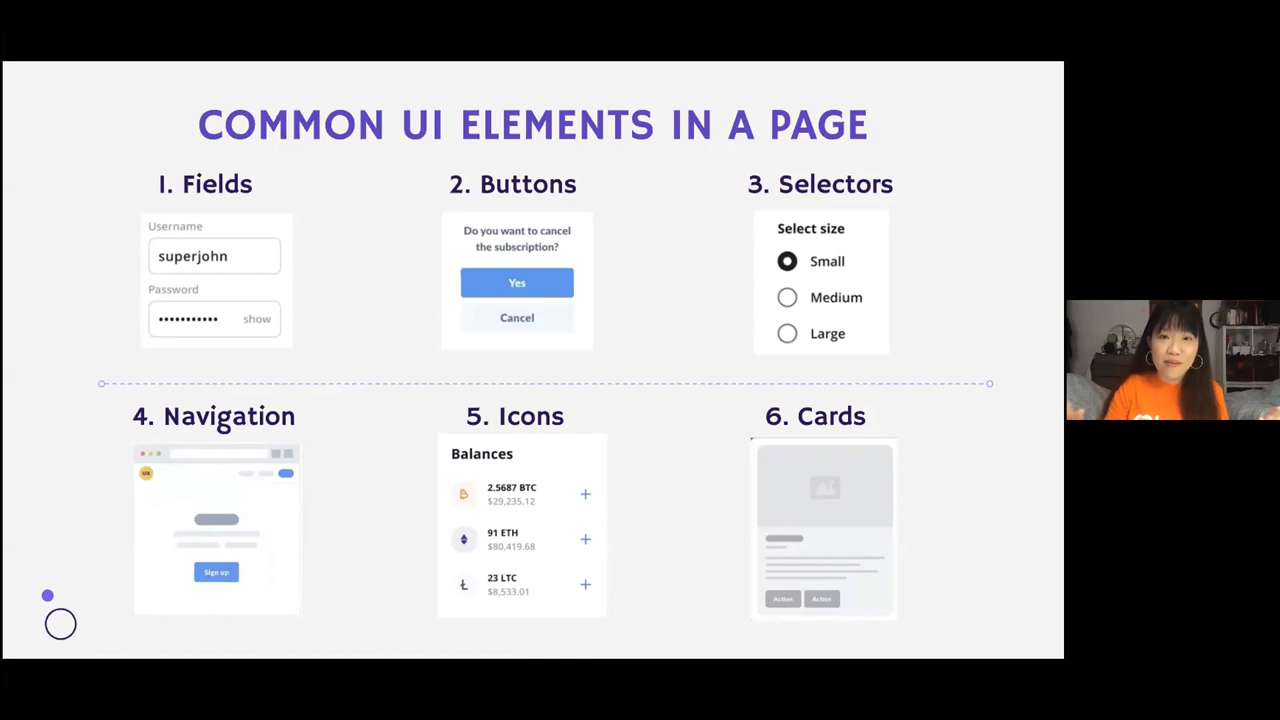 COMMON UI ELEMENTS IN A PAGE
1. Fields
Username
superjohn
Password
••••••••••• show
2. Buttons
Do you want to cancel
the subscription?
Yes
Cancel
3. Selectors
Select size
Small
Medium
Large
4. Navigation
UX
Sign up
5. Icons
Balances
2.5687 BTC
$29,235.12
91 ETH
$80,419.68
23 LTC
$8,533.01
6. Cards
Action Action